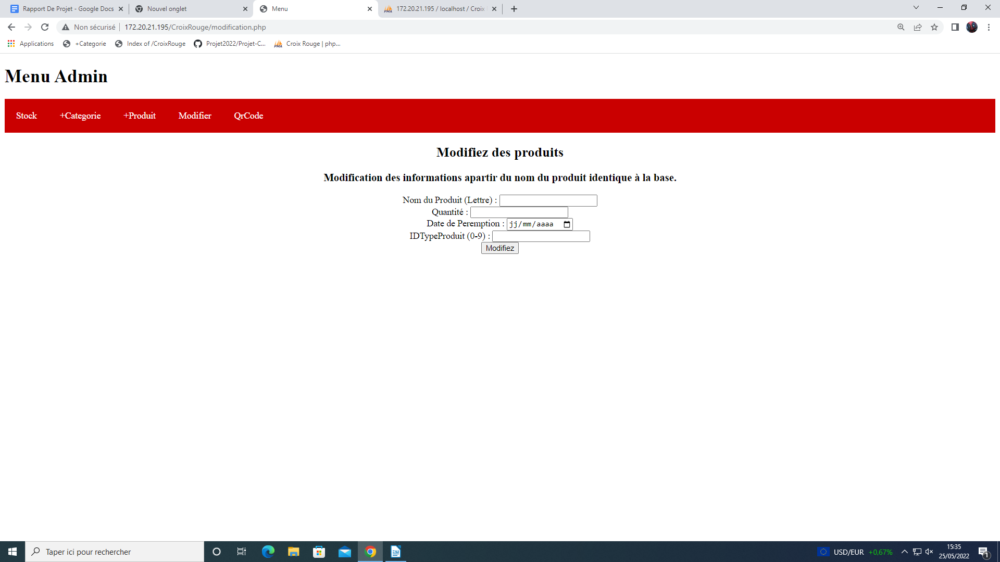 Rapport De Projet - Google Docs
Nouvel onglet
Menu
172.20.21.195 / localhost / Croix
Non sécurisé
172.20.21.195/CroixRouge/modification.php
Applications
+Categorie
Index of /CroixRouge
Projet2022/Projet-C...
PMA
Croix Rouge | php...
Menu Admin
Stock
+Categorie
+Produit
Modifier
QrCode
Modifiez des produits
Modification des informations apartir du nom du produit identique à la base.
Nom du Produit (Lettre) :
Quantité :
Date de Peremption : jj/mm/aaaa
IDTypeProduit (0-9) :
Modifiez
Taper ici pour rechercher
USD/EUR +0,67%
15:35
25/05/2022
1